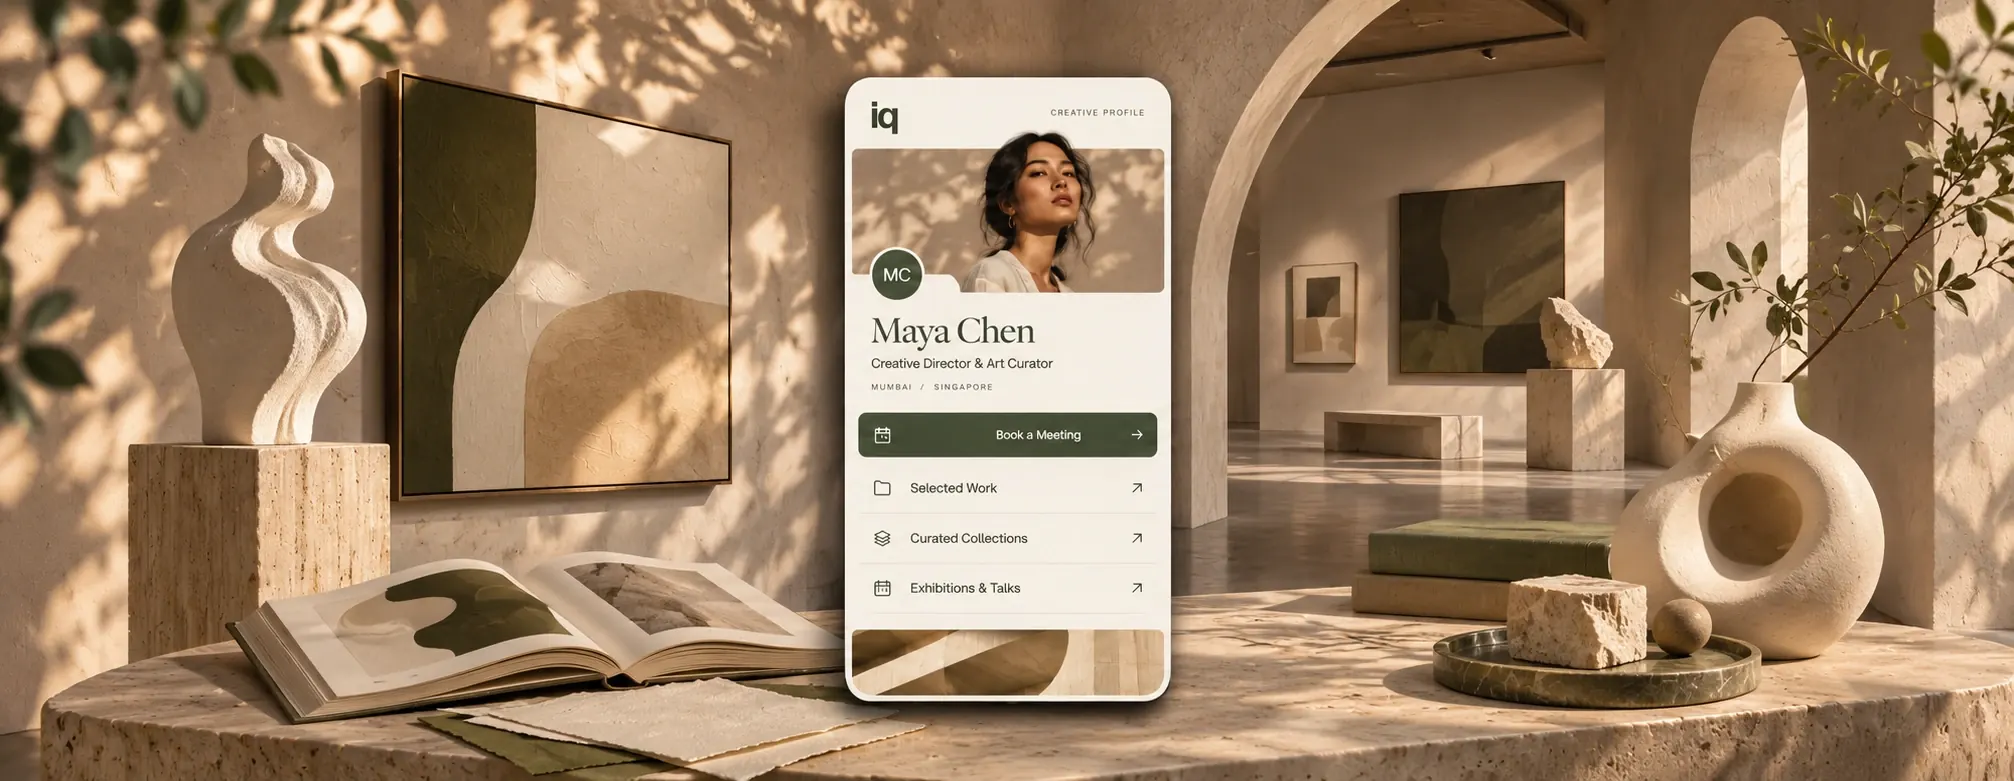 iq
CREATIVE PROFILE
MC
Maya Chen
Creative Director & Art Curator
MUMBAI / SINGAPORE
Book a Meeting
Selected Work
Curated Collections
Exhibitions & Talks